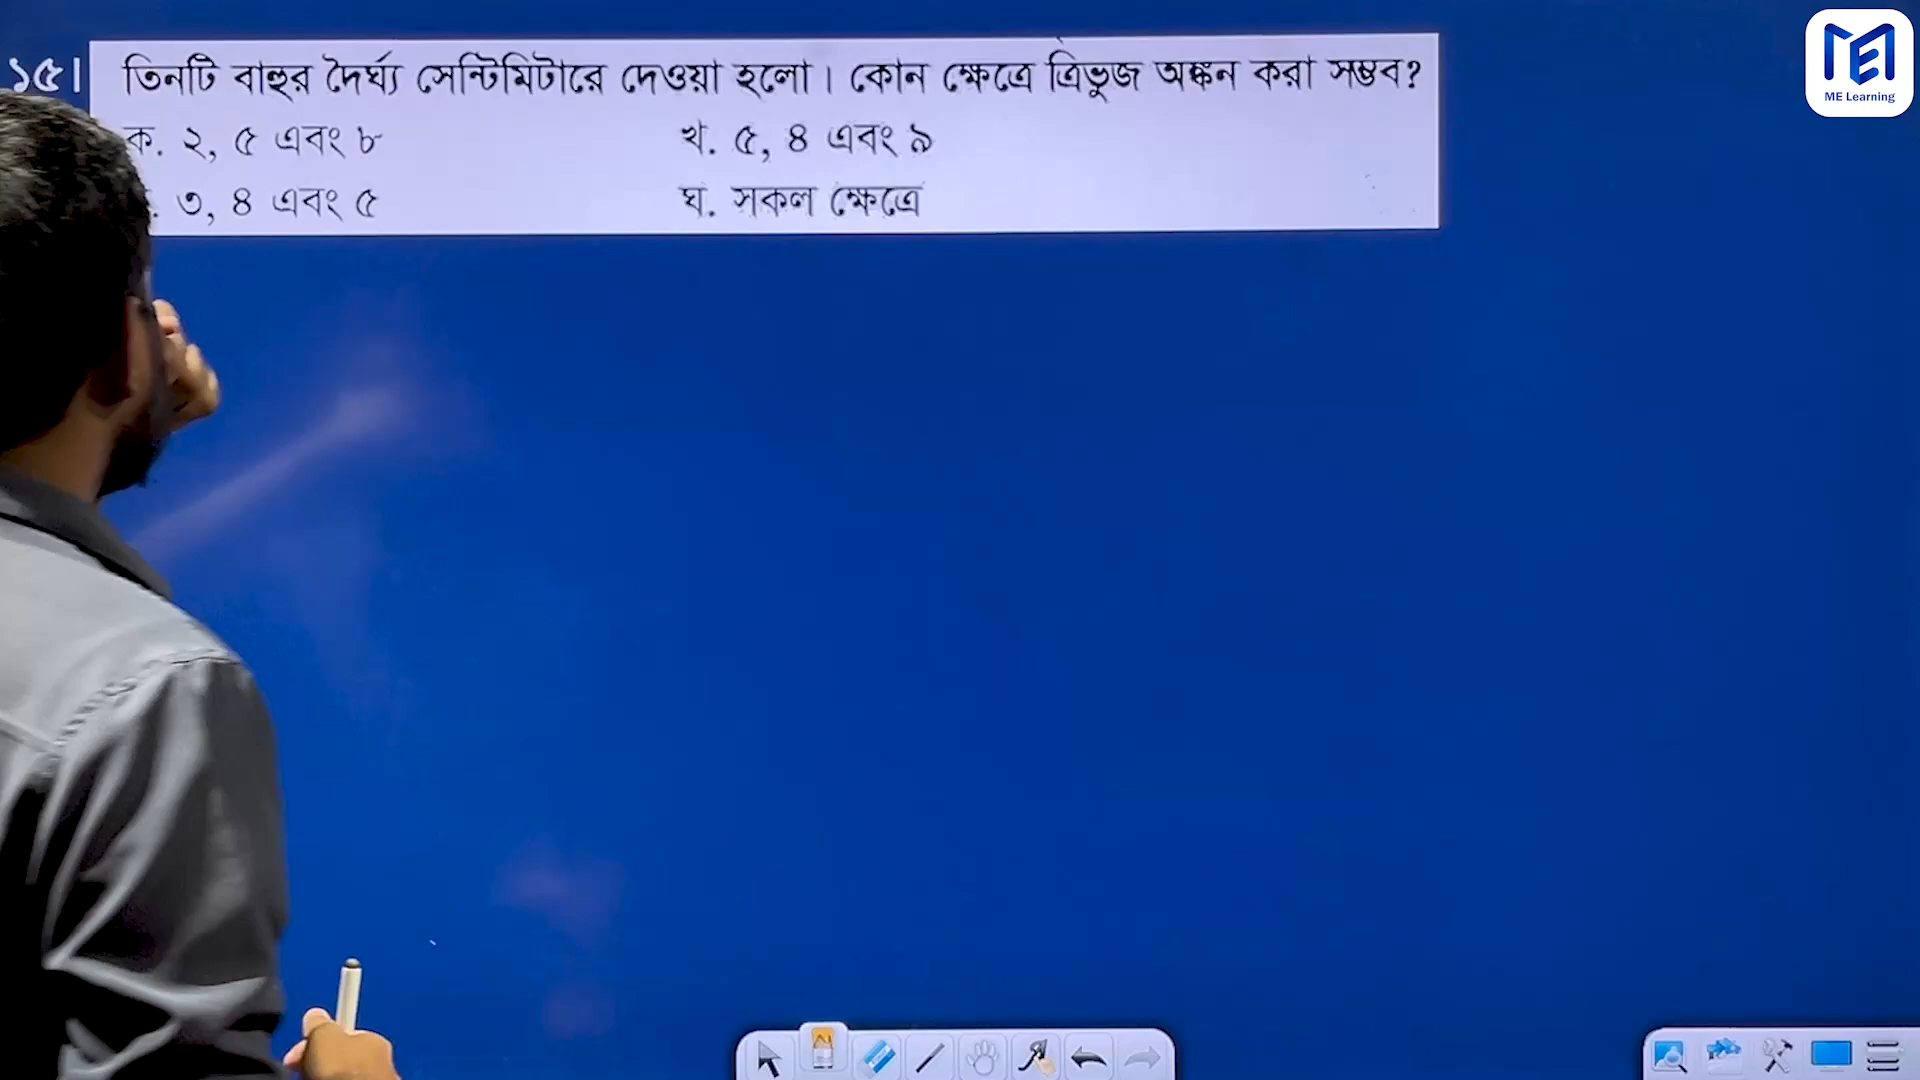 ১৫। তিনটি বাহুর দৈর্ঘ্য সেন্টিমিটারে দেওয়া হলো। কোন ক্ষেত্রে ত্রিভুজ অঙ্কন করা সম্ভব?
ক. ২, ৫ এবং ৮ খ. ৫, ৪ এবং ৯
. ৩, ৪ এবং ৫ ঘ. সকল ক্ষেত্রে
ME Learning